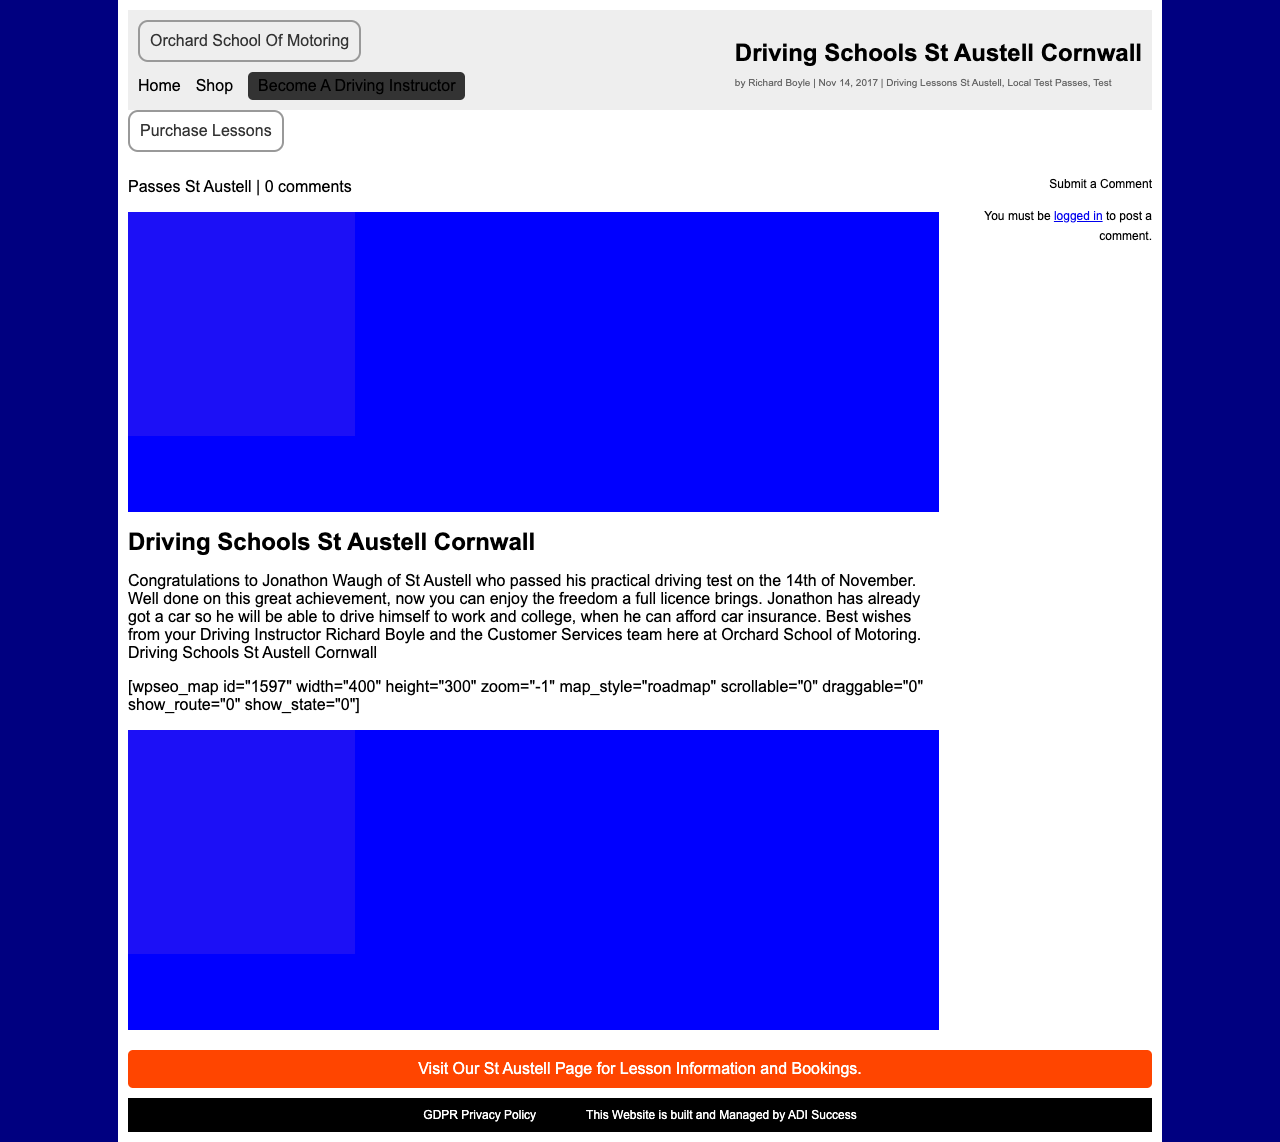 Orchard School Of Motoring
Home Shop Become A Driving Instructor
Driving Schools St Austell Cornwall
by Richard Boyle | Nov 14, 2017 | Driving Lessons St Austell, Local Test Passes, Test
Purchase Lessons
Passes St Austell | 0 comments
Submit a Comment
You must be logged in to post a
comment.
Driving Schools St Austell Cornwall
Congratulations to Jonathon Waugh of St Austell who passed his practical driving test on the 14th of November.
Well done on this great achievement, now you can enjoy the freedom a full licence brings. Jonathon has already
got a car so he will be able to drive himself to work and college, when he can afford car insurance. Best wishes
from your Driving Instructor Richard Boyle and the Customer Services team here at Orchard School of Motoring.
Driving Schools St Austell Cornwall
[wpseo_map id="1597" width="400" height="300" zoom="-1" map_style="roadmap" scrollable="0" draggable="0"
show_route="0" show_state="0"]
Visit Our St Austell Page for Lesson Information and Bookings.
GDPR Privacy Policy This Website is built and Managed by ADI Success